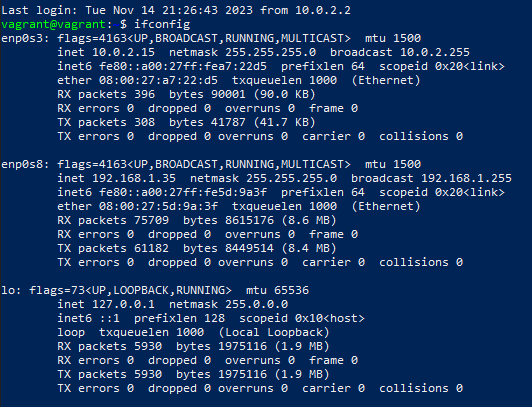 Last login: Tue Nov 14 21:26:43 2023 from 10.0.2.2
vagrant@vagrant: $ ifconfig
enp0s3: flags=4163<UP,BROADCAST,RUNNING,MULTICAST>  mtu 1500
        inet 10.0.2.15  netmask 255.255.255.0  broadcast 10.0.2.255
        inet6 fe80::a00:27ff:fea7:22d5  prefixlen 64  scopeid 0x20<link>
        ether 08:00:27:a7:22:d5  txqueuelen 1000  (Ethernet)
        RX packets 396  bytes 90001 (90.0 KB)
        RX errors 0  dropped 0  overruns 0  frame 0
        TX packets 308  bytes 41787 (41.7 KB)
        TX errors 0  dropped 0 overruns 0  carrier 0  collisions 0

enp0s8: flags=4163<UP,BROADCAST,RUNNING,MULTICAST>  mtu 1500
        inet 192.168.1.35  netmask 255.255.255.0  broadcast 192.168.1.255
        inet6 fe80::a00:27ff:fe5d:9a3f  prefixlen 64  scopeid 0x20<link>
        ether 08:00:27:5d:9a:3f  txqueuelen 1000  (Ethernet)
        RX packets 75709  bytes 8615176 (8.6 MB)
        RX errors 0  dropped 0  overruns 0  frame 0
        TX packets 61182  bytes 8449514 (8.4 MB)
        TX errors 0  dropped 0 overruns 0  carrier 0  collisions 0

lo: flags=73<UP,LOOPBACK,RUNNING>  mtu 65536
        inet 127.0.0.1  netmask 255.0.0.0
        inet6 ::1  prefixlen 128  scopeid 0x10<host>
        loop  txqueuelen 1000  (Local Loopback)
        RX packets 5930  bytes 1975116 (1.9 MB)
        RX errors 0  dropped 0  overruns 0  frame 0
        TX packets 5930  bytes 1975116 (1.9 MB)
        TX errors 0  dropped 0 overruns 0  carrier 0  collisions 0